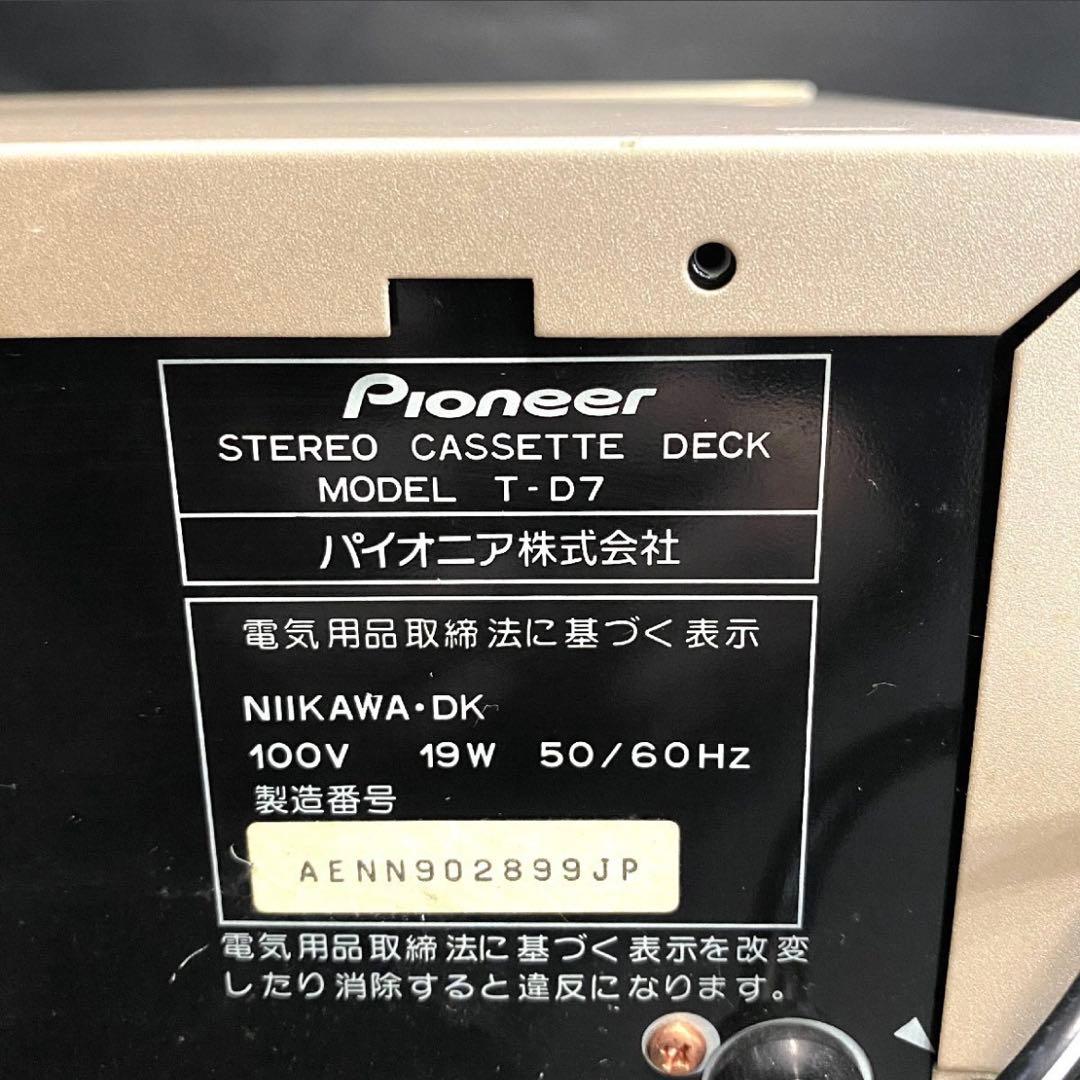 Pioneer
STEREO CASSETTE DECK
MODEL T-D7
パイオニア株式会社
電気用品取締法に基づく表示
NIIKAWA・DK
100V 19W 50/60Hz
製造番号
AENN902899JP
電気用品取締法に基づく表示を改変
したり消除すると違反になります。